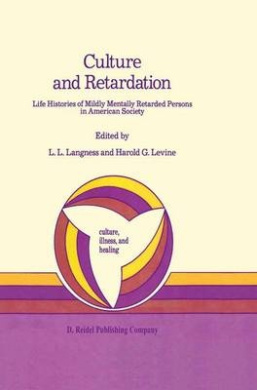 Culture
and Retardation
Life Histories of Mildly Mentally Retarded Persons
in American Society
Edited by
L. L. Langness and Harold G. Levine
culture,
illness, and
healing
D. Reidel Publishing Company